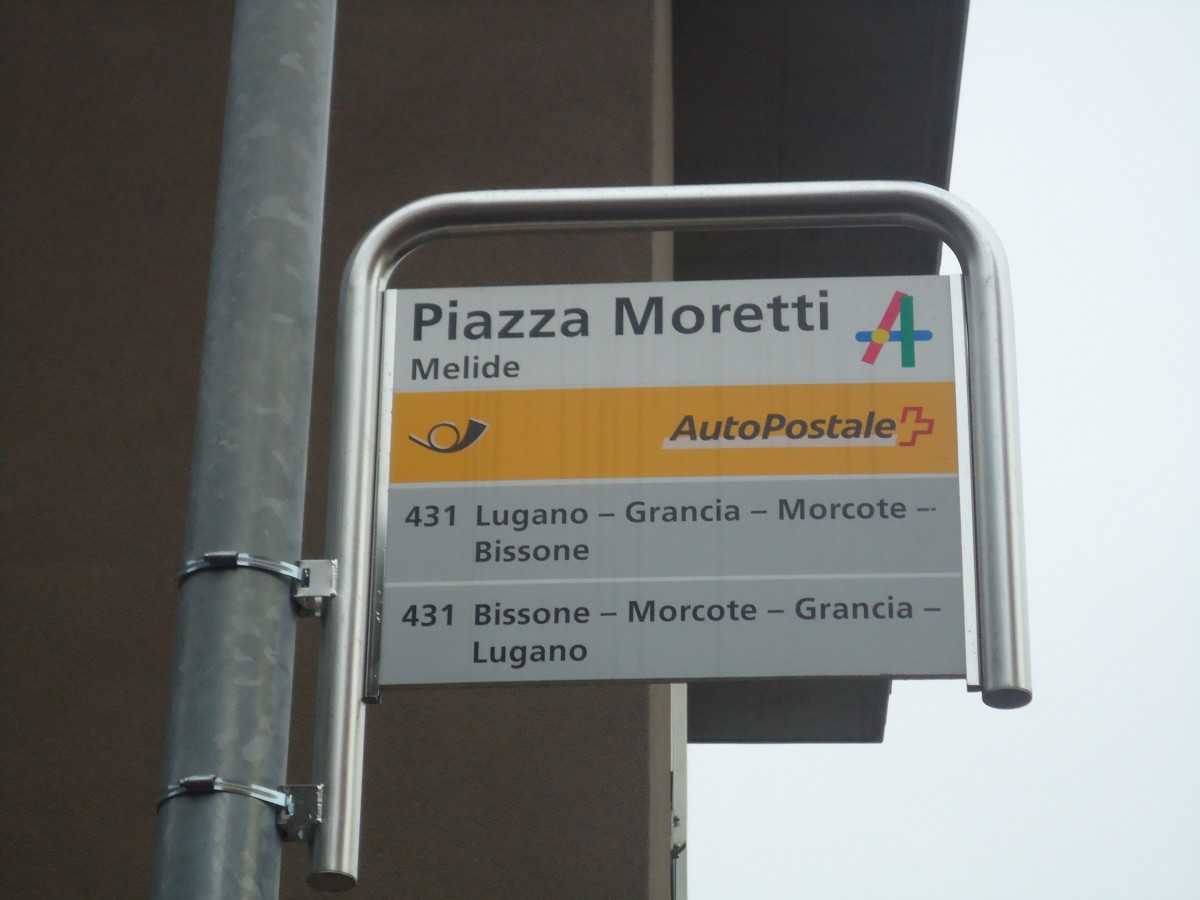 Piazza Moretti
Melide
AutoPostale
431 Lugano – Grancia – Morcote –
Bissone
431 Bissone – Morcote – Grancia –
Lugano